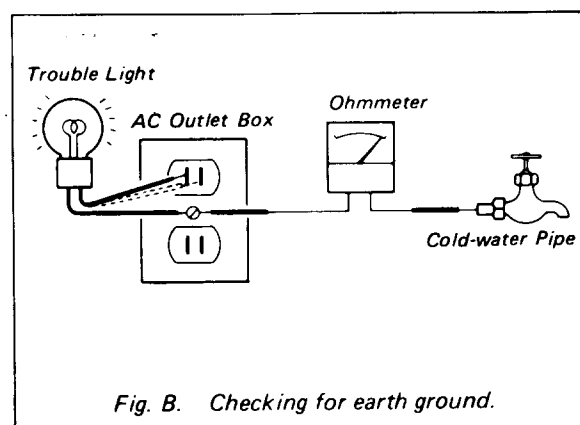 Trouble Light
Ohmmeter
AC Outlet Box
Cold-water Pipe
Fig. B. Checking for earth ground.